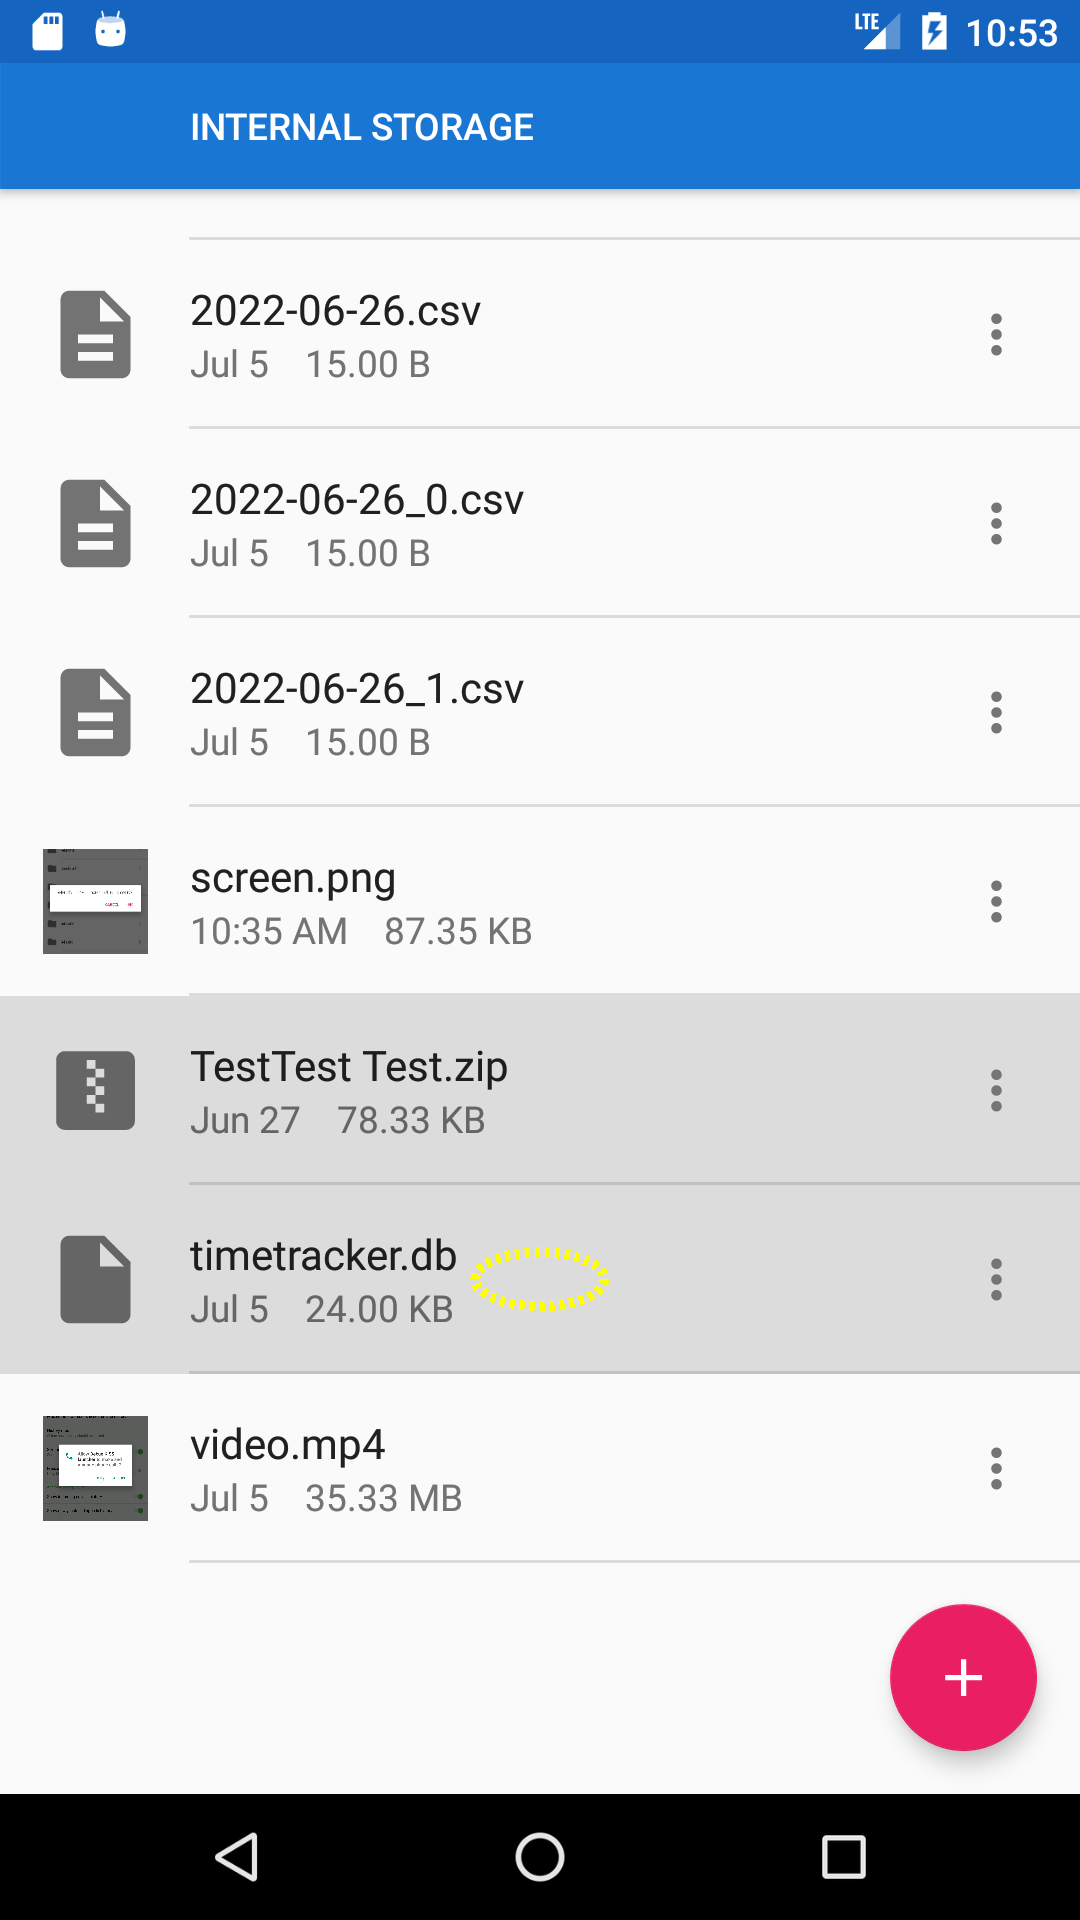 LTE 10:53
INTERNAL STORAGE
2022-06-26.csv
Jul 5 15.00 B
2022-06-26_0.csv
Jul 5 15.00 B
2022-06-26_1.csv
Jul 5 15.00 B
screen.png
10:35 AM 87.35 KB
TestTest Test.zip
Jun 27 78.33 KB
timetracker.db
Jul 5 24.00 KB
video.mp4
Jul 5 35.33 MB